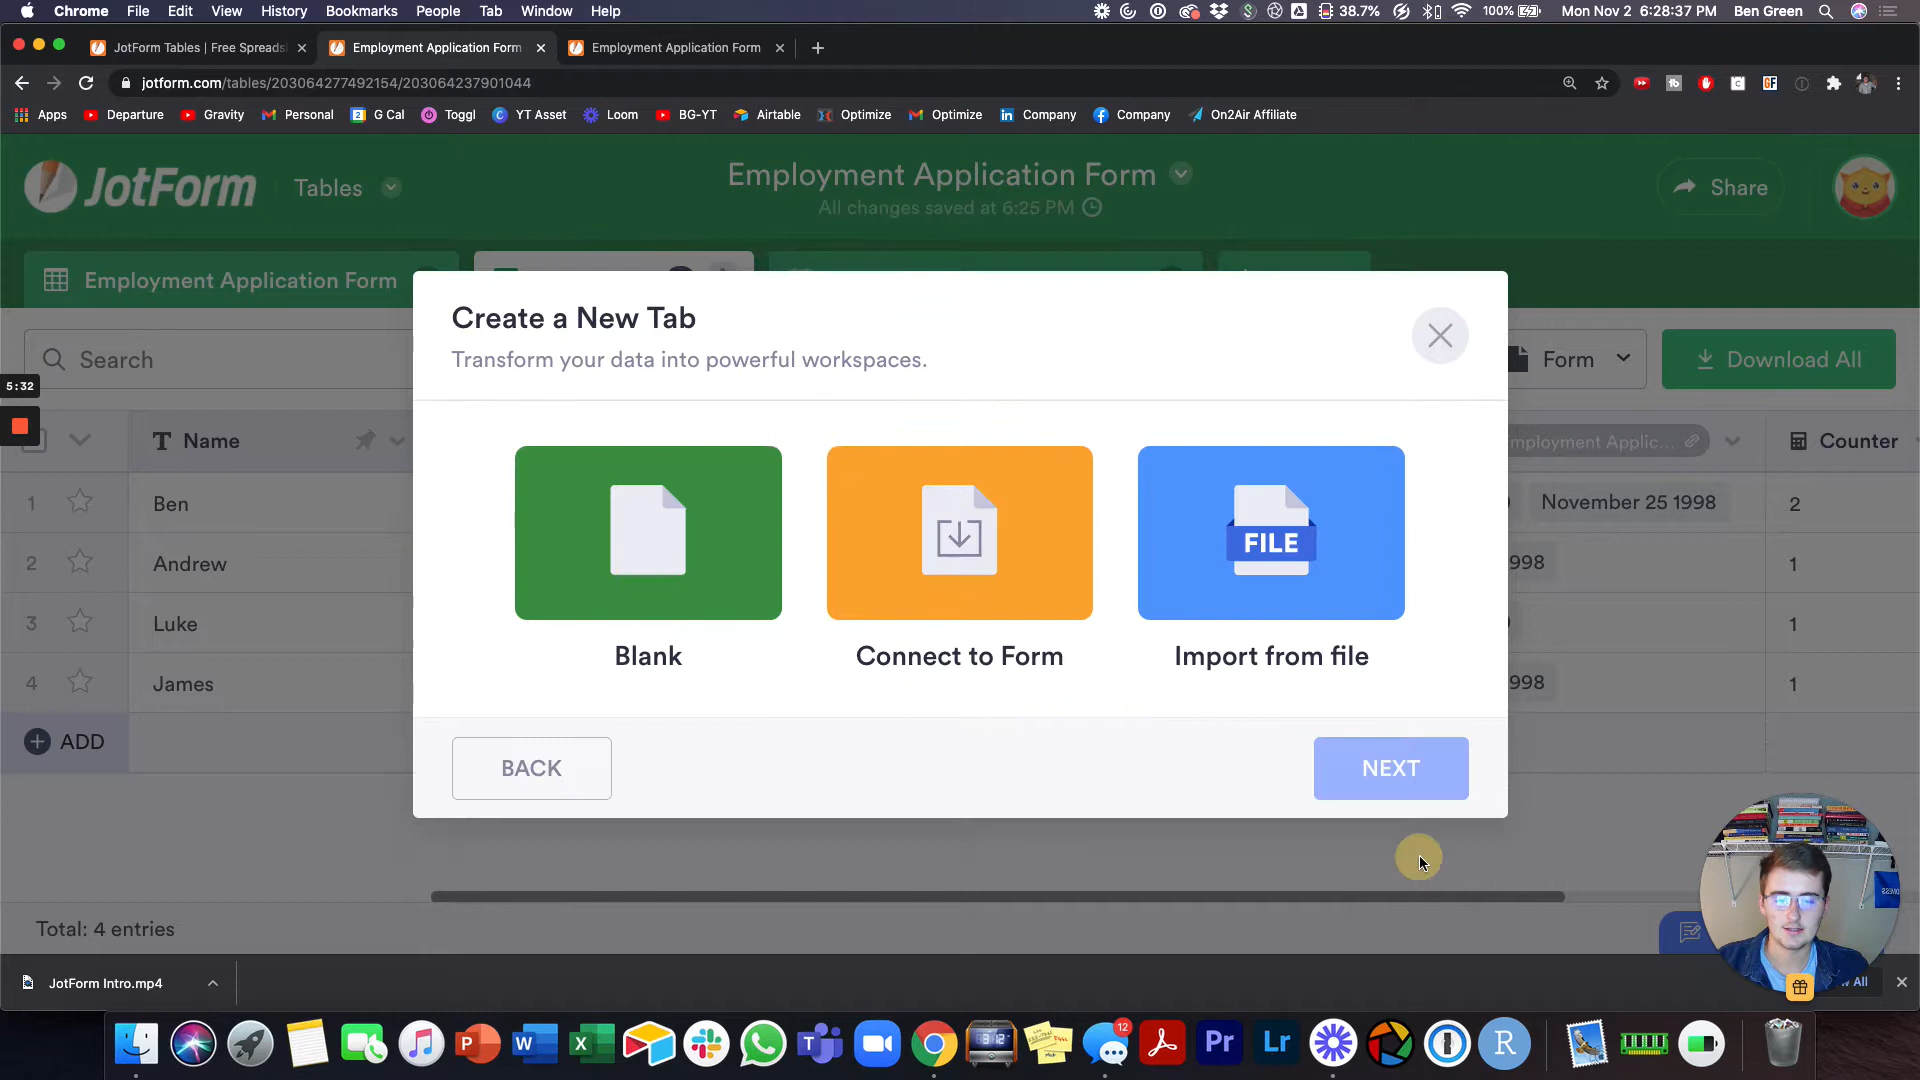 Chrome File Edit View History Bookmarks People Tab Window Help 38.7% 100% Mon Nov 2 6:28:37 PM Ben Green
JotForm Tables | Free Spreads Employment Application Form Employment Application Form
jotform.com/tables/203064277492154/203064237901044
Apps Departure Gravity Personal G Cal Toggl YT Asset Loom BG-YT Airtable Optimize Optimize Company Company On2Air Affiliate
JotForm Tables Employment Application Form Share
All changes saved at 6:25 PM
Employment Application Form
Create a New Tab
Transform your data into powerful workspaces.
Search Form Download All
5:32
Name mployment Applic... Counter
1 Ben November 25 1998 2
2 Andrew 998 1
3 Luke 1
4 James 998 1
FILE
Blank Connect to Form Import from file
ADD
BACK NEXT
Total: 4 entries
JotForm Intro.mp4 All
12